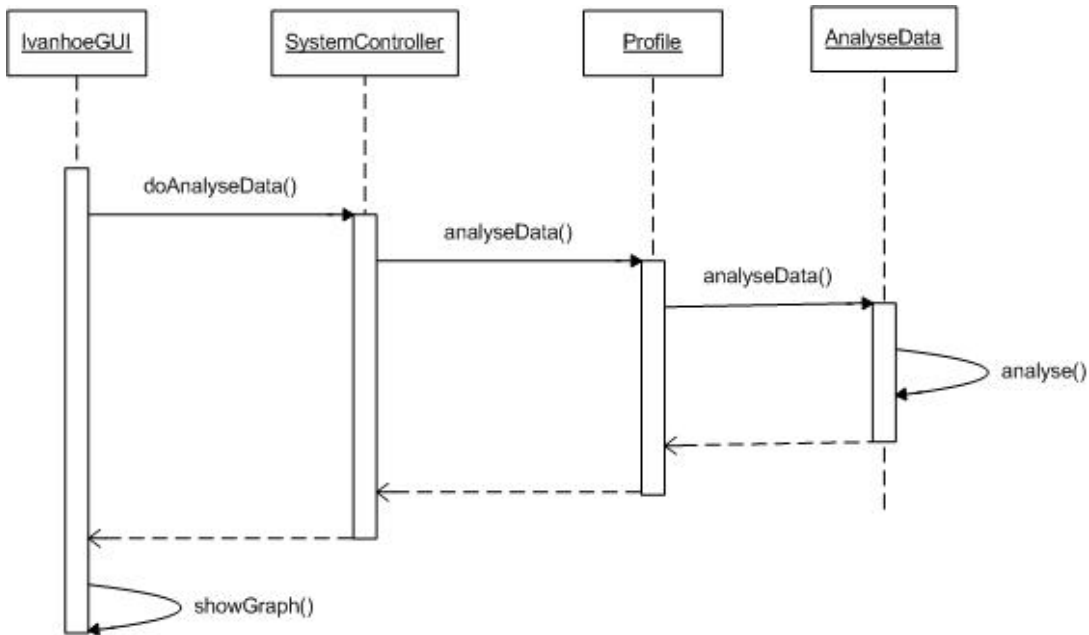 IvanhoeGUI
SystemController
Profile
AnalyseData
doAnalyseData()
analyseData()
analyseData()
analyse()
showGraph()